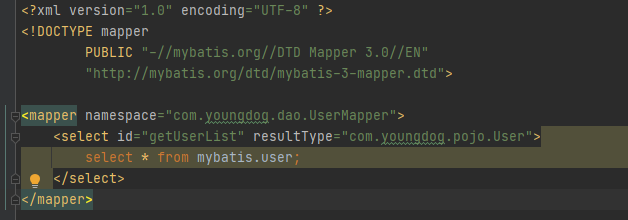 <?xml version="1.0" encoding="UTF-8" ?>
<!DOCTYPE mapper
PUBLIC "-//mybatis.org//DTD Mapper 3.0//EN"
"http://mybatis.org/dtd/mybatis-3-mapper.dtd">
<mapper namespace="com.youngdog.dao.UserMapper">
<select id="getUserList" resultType="com.youngdog.pojo.User">
select * from mybatis.user;
</select>
</mapper>